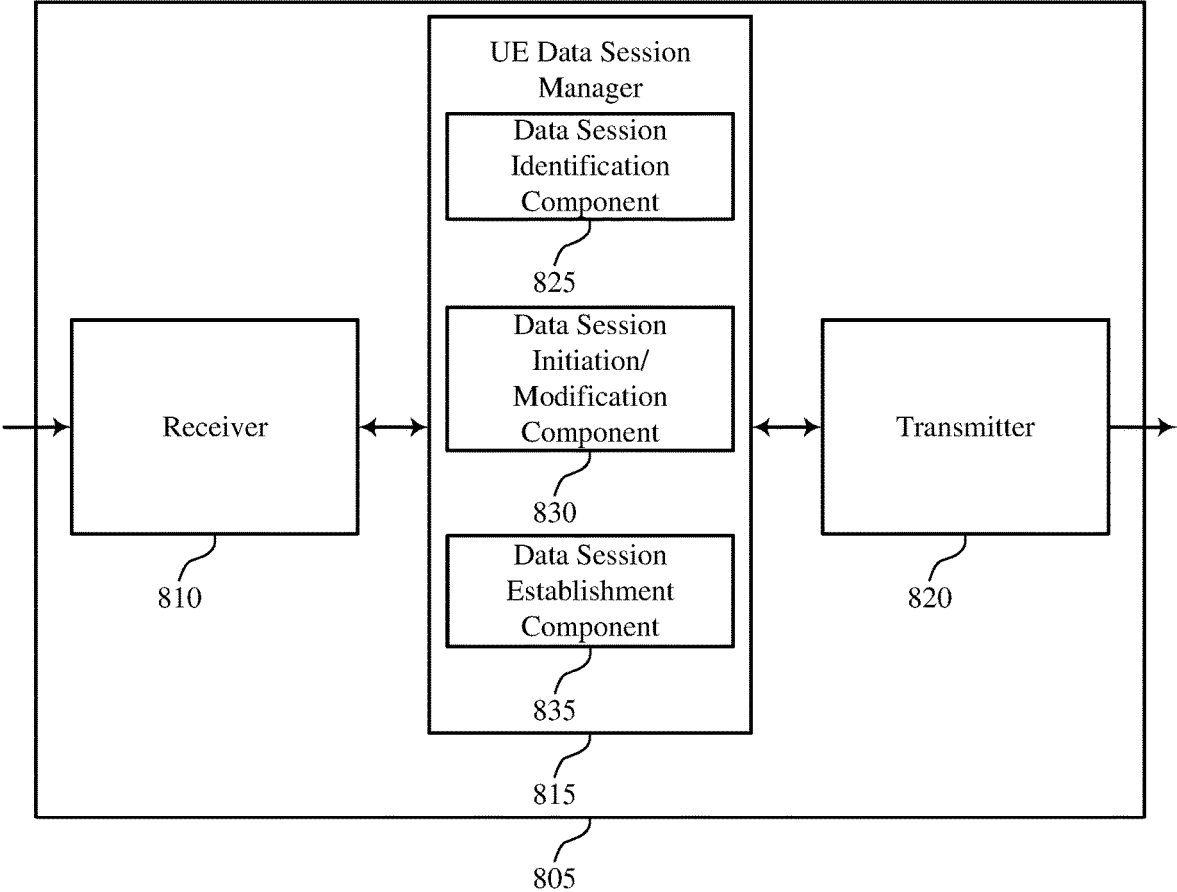 UE Data Session
Manager
Data Session
Identification
Component
825
Data Session
Initiation/
Modification
Component
830
Data Session
Establishment
Component
835
815
Receiver
810
Transmitter
820
805